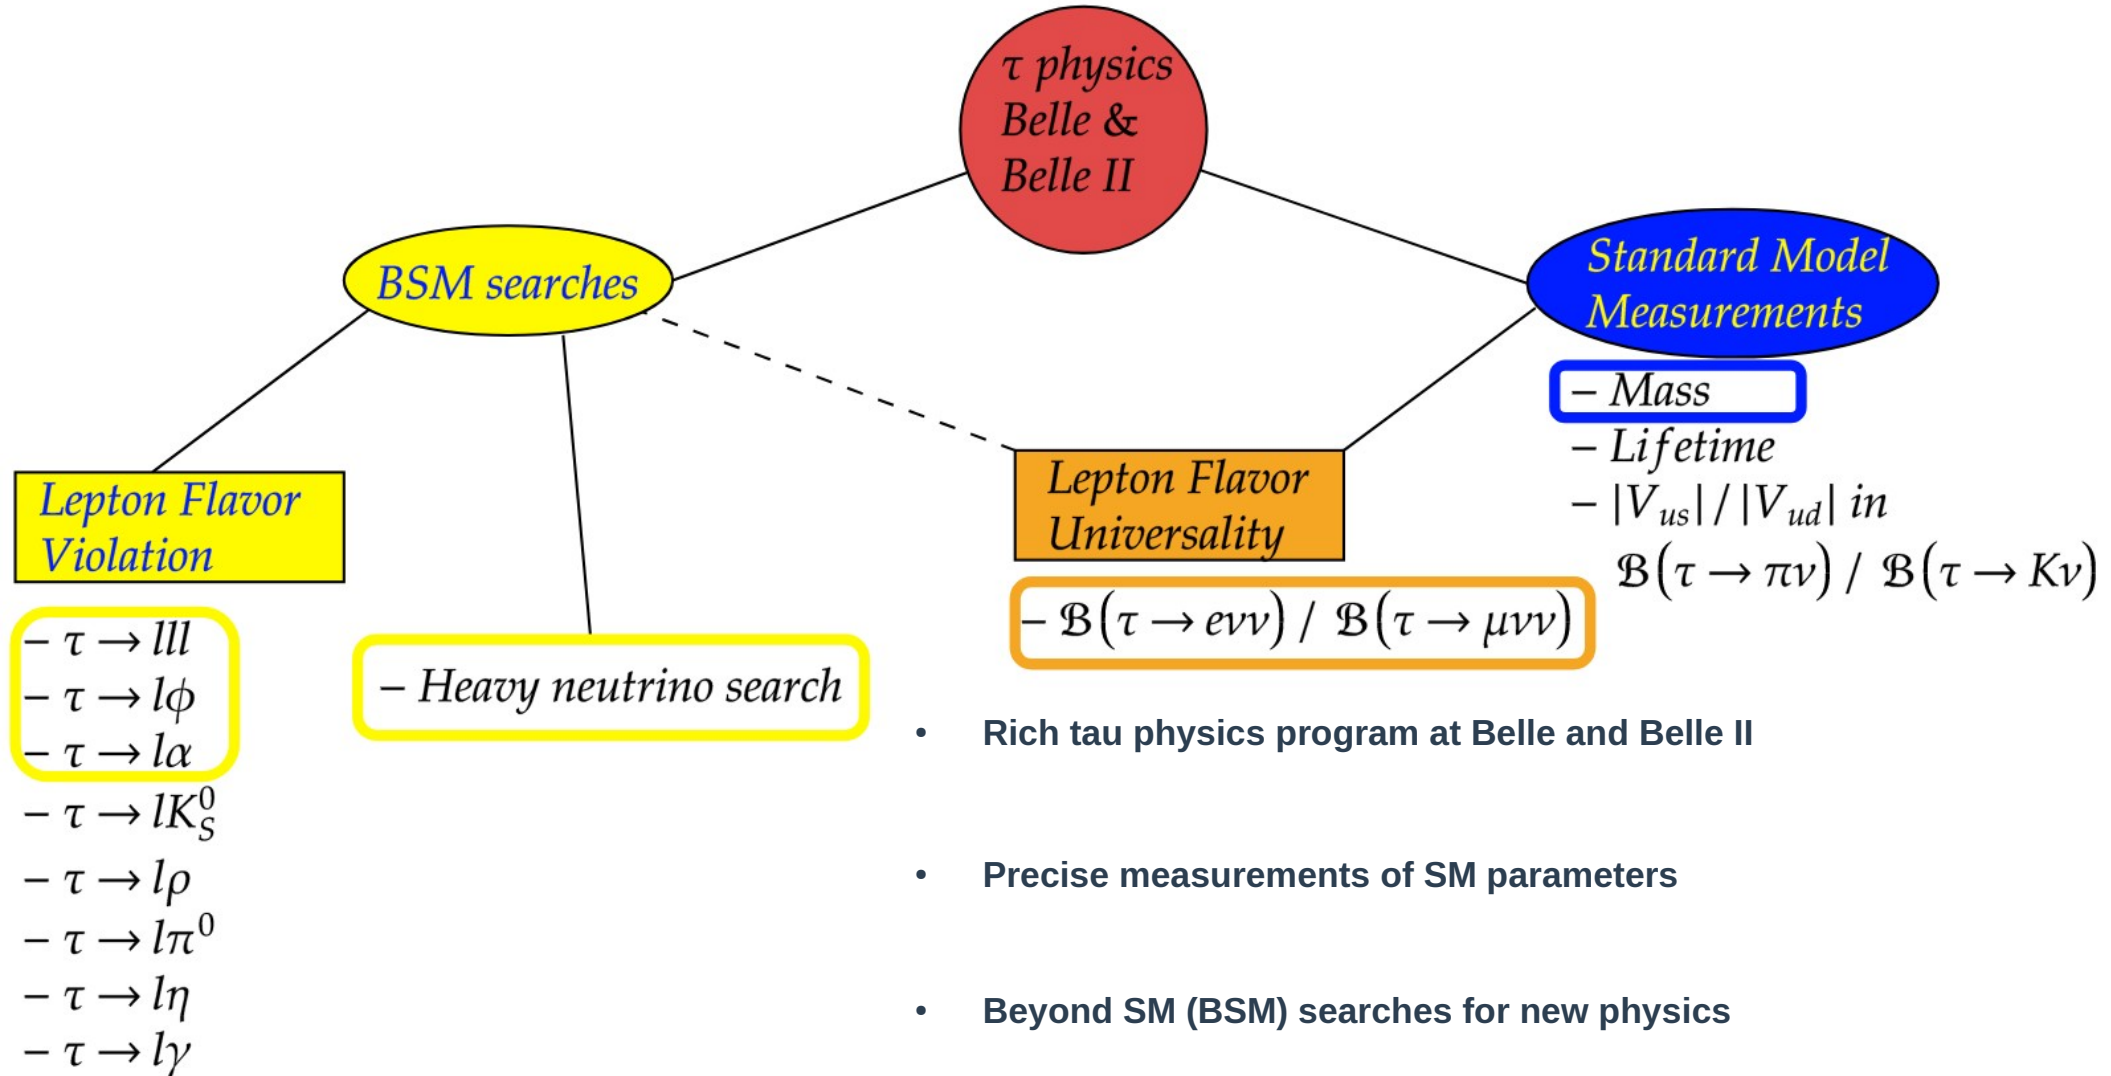 τ physics
Belle &
Belle II
BSM searches
Standard Model
Measurements
– Mass
– Lifetime
– |V_us| / |V_ud| in
ℬ(τ → πν) / ℬ(τ → Kν)
Lepton Flavor
Universality
– ℬ(τ → eνν) / ℬ(τ → μνν)
Lepton Flavor
Violation
– τ → lll
– τ → lϕ
– τ → lα
– τ → lK_S^0
– τ → lρ
– τ → lπ^0
– τ → lη
– τ → lγ
– Heavy neutrino search
• Rich tau physics program at Belle and Belle II
• Precise measurements of SM parameters
• Beyond SM (BSM) searches for new physics